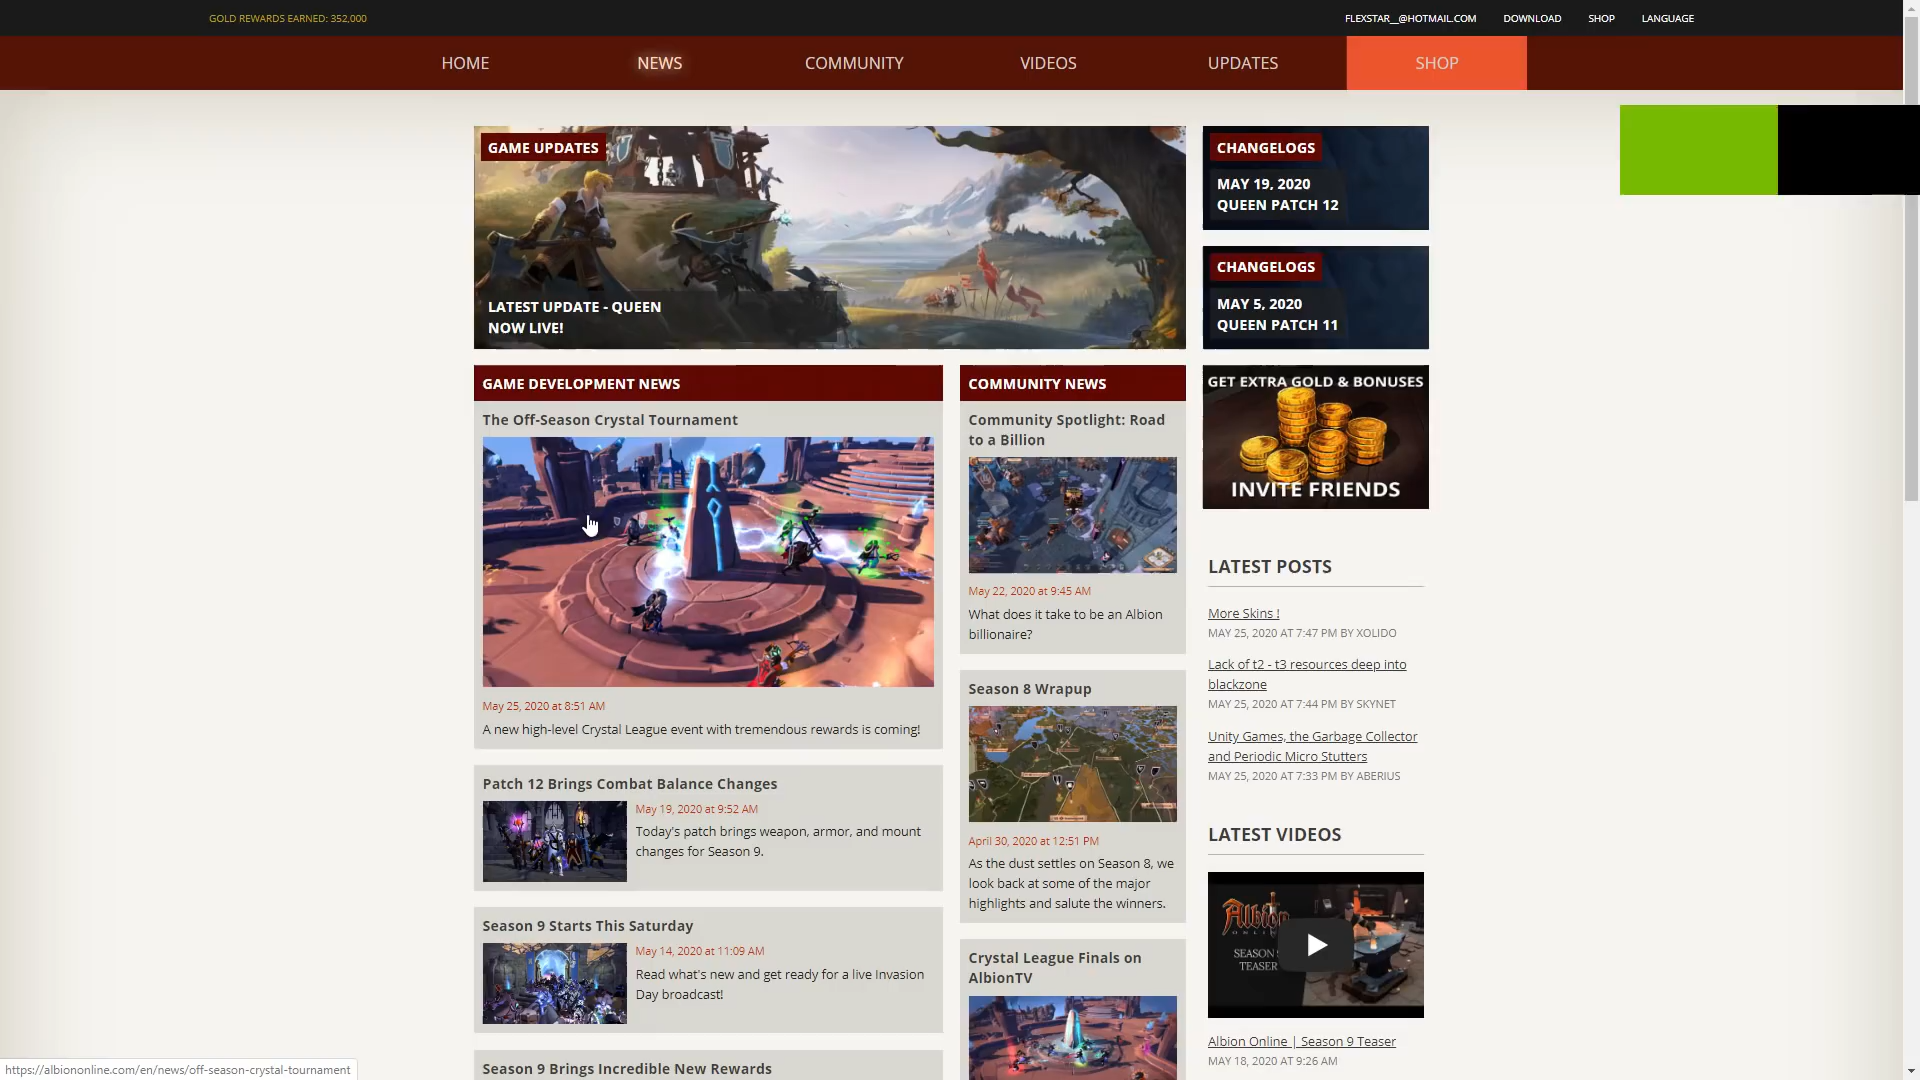 GOLD REWARDS EARNED: 352,000
FLEXSTAR__@HOTMAIL.COM
DOWNLOAD
SHOP
LANGUAGE
HOME
NEWS
COMMUNITY
VIDEOS
UPDATES
SHOP
GAME UPDATES
LATEST UPDATE - QUEEN
NOW LIVE!
CHANGELOGS
MAY 19, 2020
QUEEN PATCH 12
CHANGELOGS
MAY 5, 2020
QUEEN PATCH 11
GAME DEVELOPMENT NEWS
The Off-Season Crystal Tournament
May 25, 2020 at 8:51 AM
A new high-level Crystal League event with tremendous rewards is coming!
Patch 12 Brings Combat Balance Changes
May 19, 2020 at 9:52 AM
Today's patch brings weapon, armor, and mount
changes for Season 9.
Season 9 Starts This Saturday
May 14, 2020 at 11:09 AM
Read what's new and get ready for a live Invasion
Day broadcast!
Season 9 Brings Incredible New Rewards
COMMUNITY NEWS
Community Spotlight: Road
to a Billion
May 22, 2020 at 9:45 AM
What does it take to be an Albion
billionaire?
Season 8 Wrapup
April 30, 2020 at 12:51 PM
As the dust settles on Season 8, we
look back at some of the major
highlights and salute the winners.
Crystal League Finals on
AlbionTV
GET EXTRA GOLD & BONUSES
INVITE FRIENDS
LATEST POSTS
More Skins !
MAY 25, 2020 AT 7:47 PM BY XOLIDO
Lack of t2 - t3 resources deep into
blackzone
MAY 25, 2020 AT 7:44 PM BY SKYNET
Unity Games, the Garbage Collector
and Periodic Micro Stutters
MAY 25, 2020 AT 7:33 PM BY ABERIUS
LATEST VIDEOS
Albion
ONLINE
SEASON
TEASER
Albion Online | Season 9 Teaser
MAY 18, 2020 AT 9:26 AM
https://albiononline.com/en/news/off-season-crystal-tournament